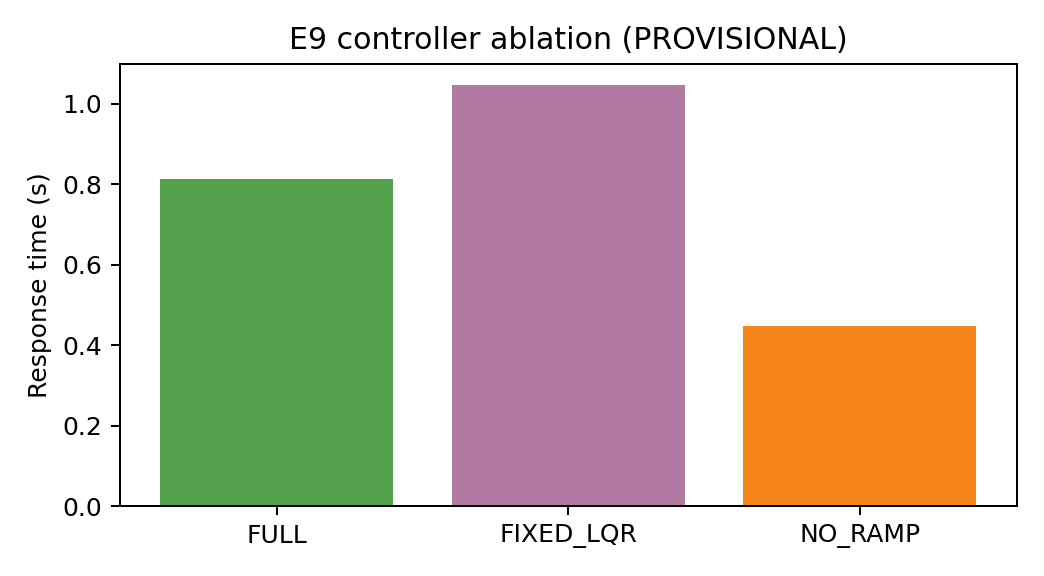 E9 controller ablation (PROVISIONAL)
Response time (s)
1.0
0.8
0.6
0.4
0.2
0.0
FULL FIXED_LQR NO_RAMP